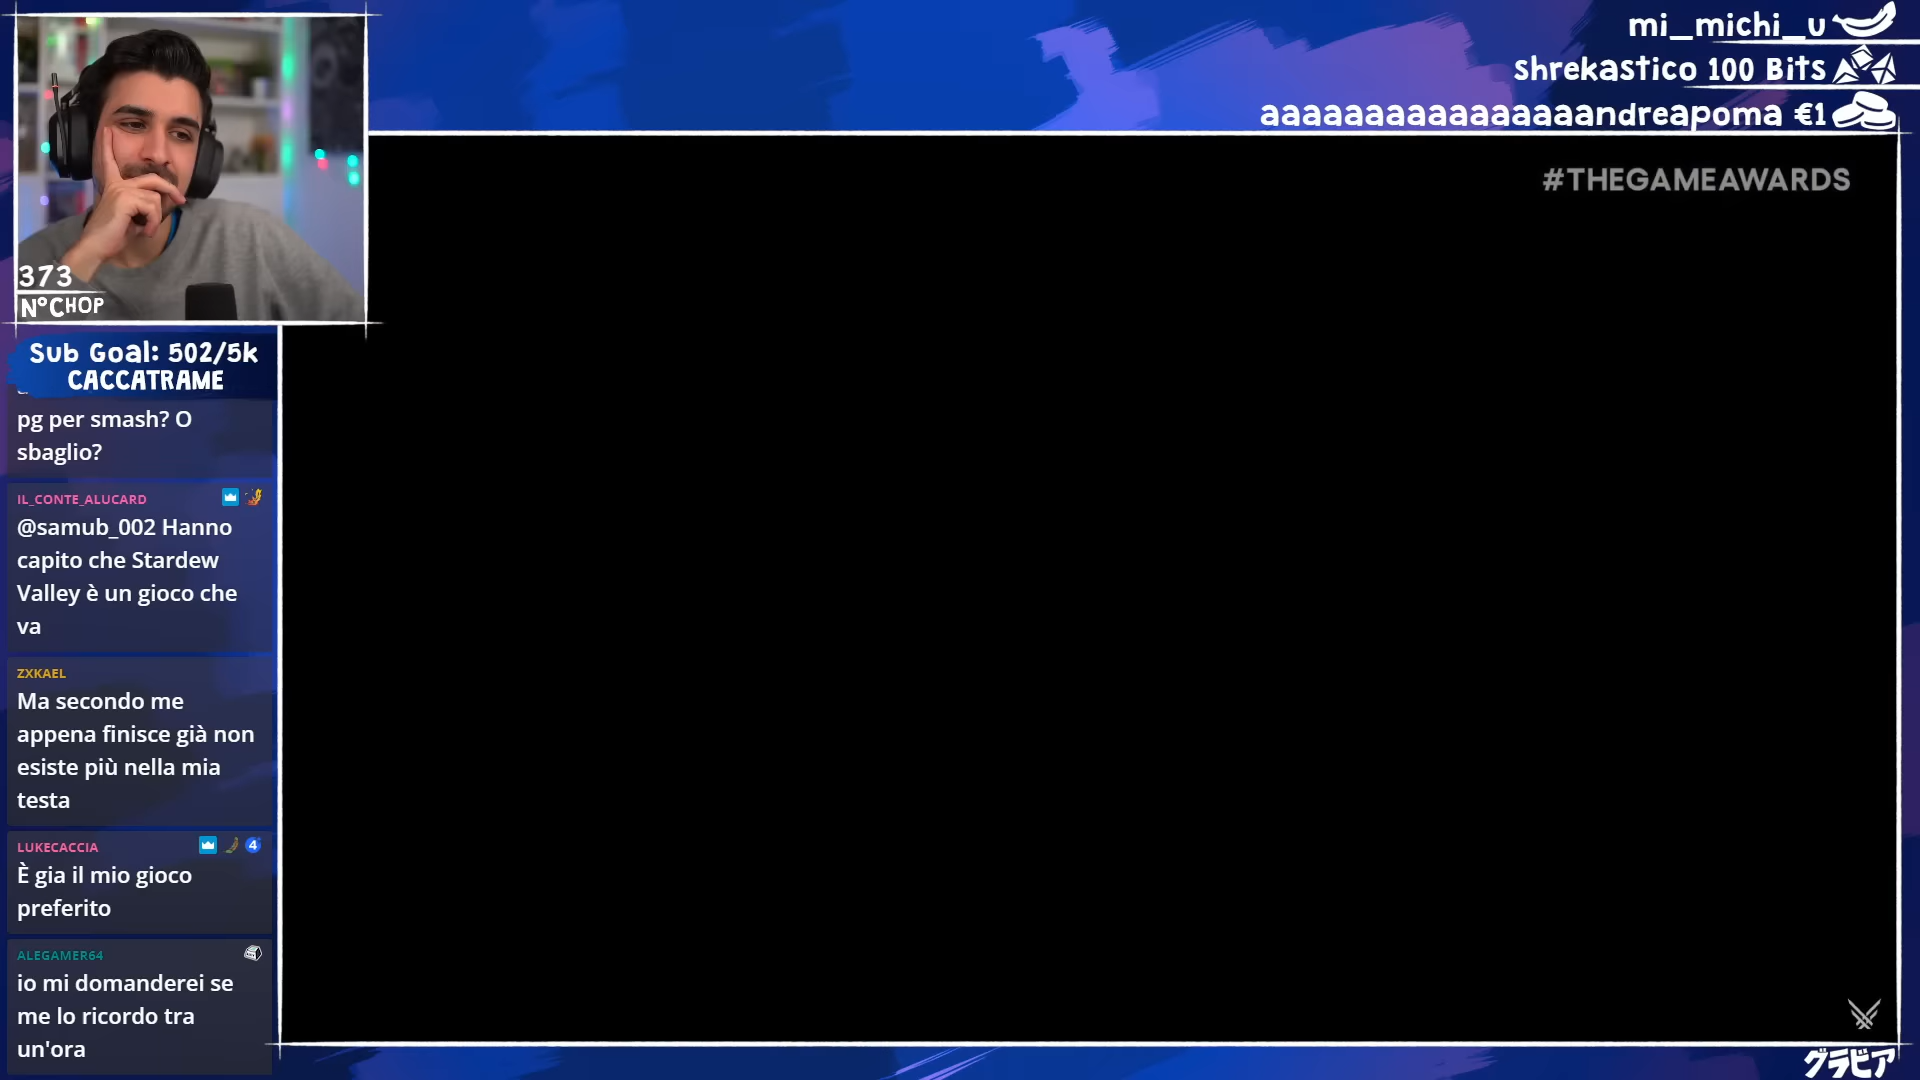 mi_michi_u
shrekastico 100 Bits
aaaaaaaaaaaaaaaandreapoma €1
#THEGAMEAWARDS
373
N°CHOP
Sub Goal: 502/5k
CACCATRAME
pg per smash? O
sbaglio?
IL_CONTE_ALUCARD
@samub_002 Hanno
capito che Stardew
Valley è un gioco che
va
ZXKAEL
Ma secondo me
appena finisce già non
esiste più nella mia
testa
LUKECACCIA
4
È gia il mio gioco
preferito
ALEGAMER64
io mi domanderei se
me lo ricordo tra
un'ora
グラビア